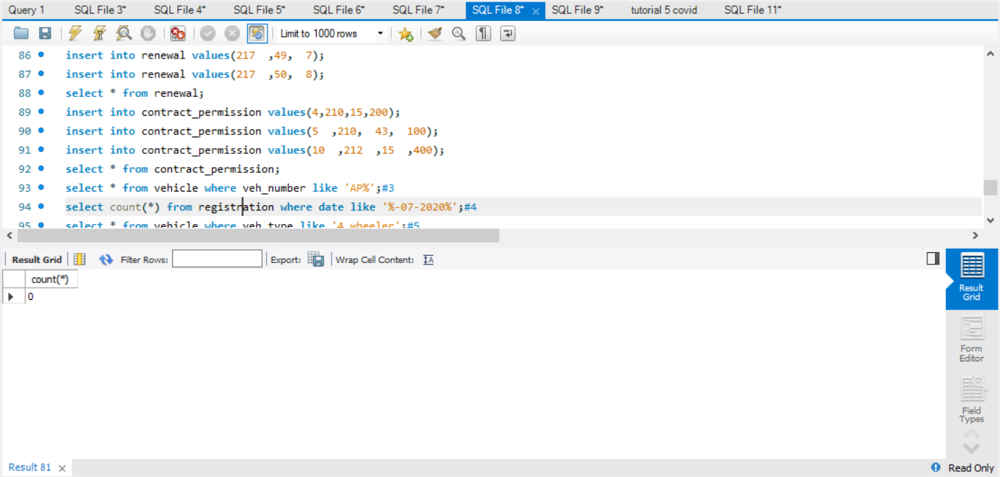 Query 1 SQL File 3* SQL File 4* SQL File 5* SQL File 6* SQL File 7* SQL File 8* SQL File 9* tutorial 5 covid SQL File 11*
Limit to 1000 rows
86 insert into renewal values(217 ,49, 7);
87 insert into renewal values(217 ,50, 8);
88 select * from renewal;
89 insert into contract_permission values(4,210,15,200);
90 insert into contract_permission values(5 ,210, 43, 100);
91 insert into contract_permission values(10 ,212 ,15 ,400);
92 select * from contract_permission;
93 select * from vehicle where veh_number like 'AP%';#3
94 select count(*) from registration where date like '%-07-2020%';#4
95 select * from vehicle where veh_type like '4 wheeler';#5
Result Grid Filter Rows: Export: Wrap Cell Content:
count(*)
0
Result
Grid
Form
Editor
Field
Types
Result 81 Read Only